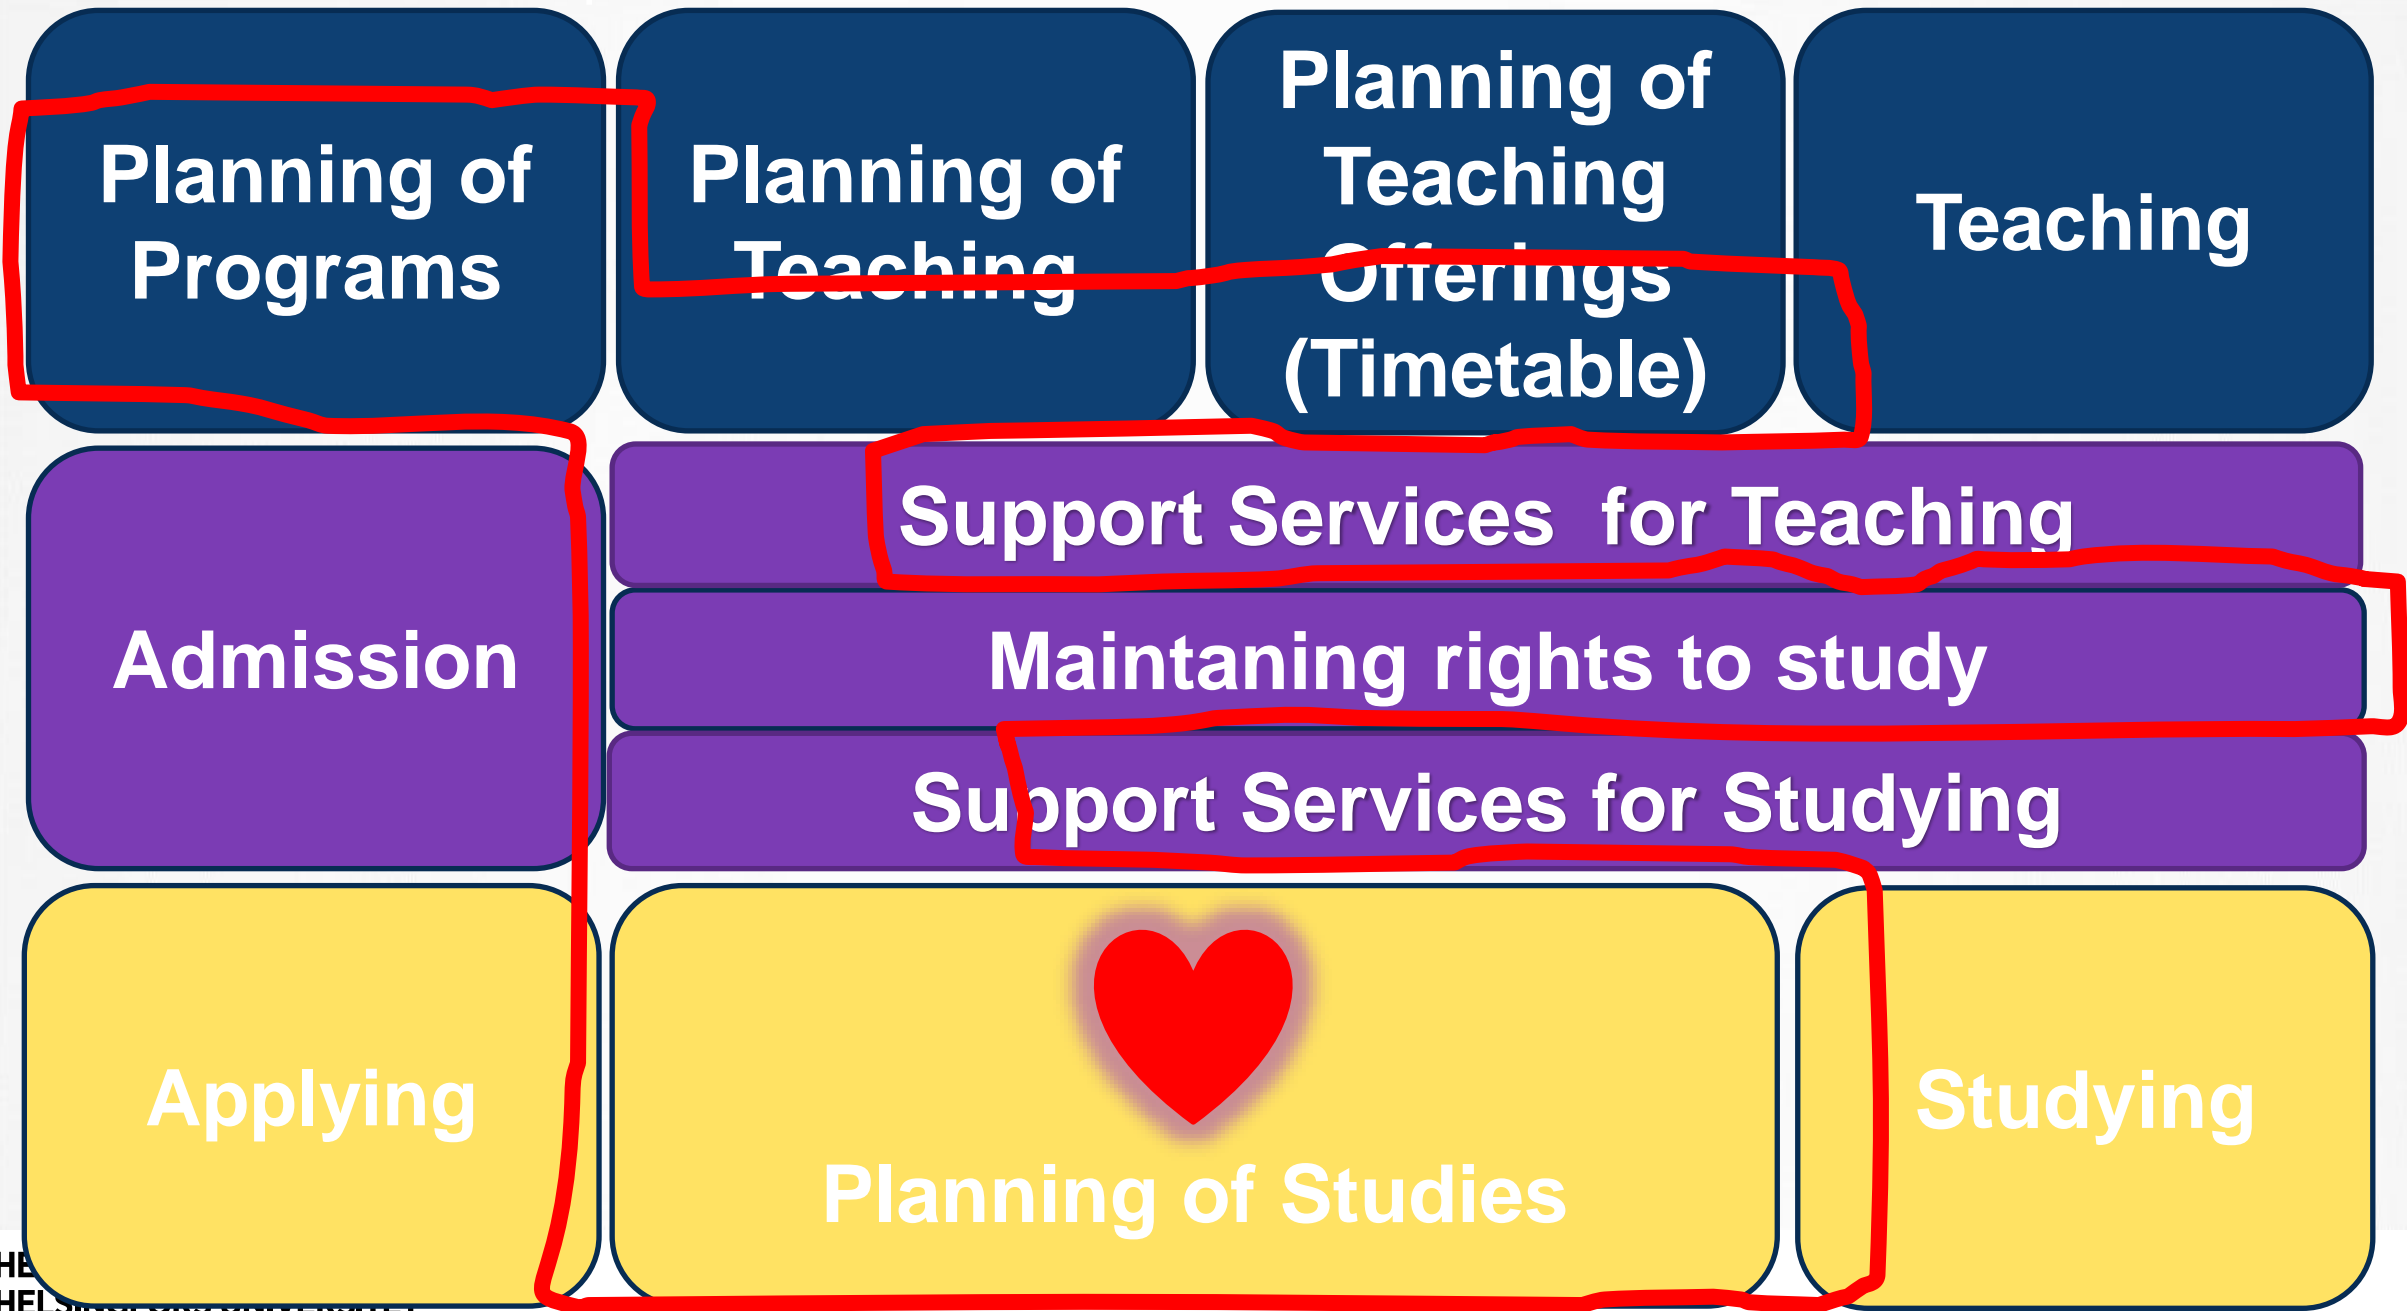 Planning of
Programs
Planning of
Teaching
Planning of
Teaching
Offerings
(Timetable)
Teaching
Admission
Support Services  for Teaching
Maintaning rights to study
Support Services for Studying
Applying
Planning of Studies
Studying